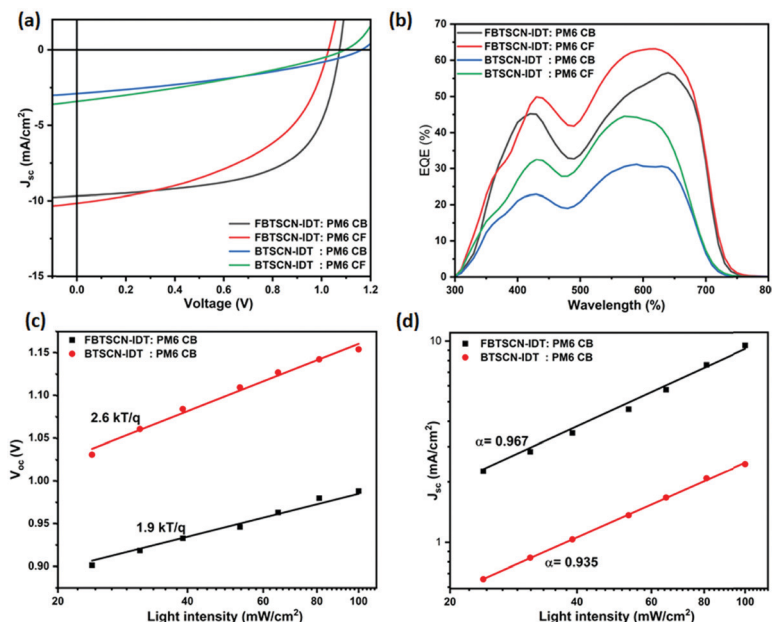 (a)
0
-5
-10
-15
J_sc (mA/cm²)
0.0 0.2 0.4 0.6 0.8 1.0 1.2
Voltage (V)
FBTSCN-IDT: PM6 CB
FBTSCN-IDT: PM6 CF
BTSCN-IDT : PM6 CB
BTSCN-IDT : PM6 CF
(b)
FBTSCN-IDT: PM6 CB
FBTSCN-IDT: PM6 CF
BTSCN-IDT : PM6 CB
BTSCN-IDT : PM6 CF
70
60
50
40
30
20
10
0
EQE (%)
300 400 500 600 700 800
Wavelength (%)
(c)
FBTSCN-IDT: PM6 CB
BTSCN-IDT : PM6 CB
1.15
1.10
1.05
1.00
0.95
0.90
V_oc (V)
2.6 kT/q
1.9 kT/q
20 40 60 80 100
Light intensity (mW/cm²)
(d)
FBTSCN-IDT: PM6 CB
BTSCN-IDT : PM6 CB
10
1
J_sc (mA/cm²)
α= 0.967
α= 0.935
20 40 60 80 100
Light intensity (mW/cm²)